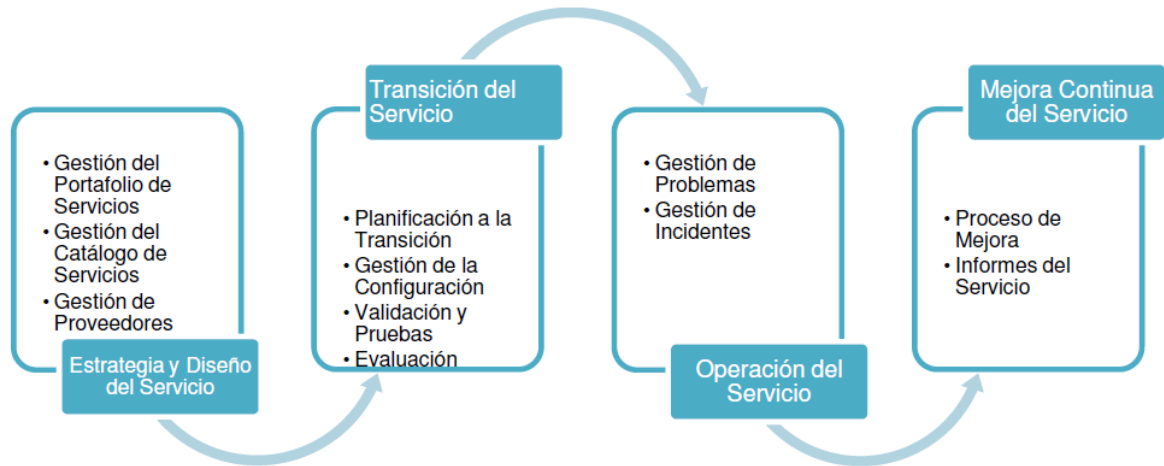 • Gestión del
Portafolio de
Servicios
• Gestión del
Catálogo de
Servicios
• Gestión de
Proveedores
Estrategia y Diseño
del Servicio
Transición del
Servicio
• Planificación a la
Transición
• Gestión de la
Configuración
• Validación y
Pruebas
• Evaluación
• Gestión de
Problemas
• Gestión de
Incidentes
Operación del
Servicio
Mejora Continua
del Servicio
• Proceso de
Mejora
• Informes del
Servicio